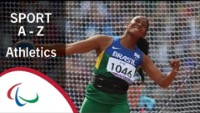 SPORT
A - Z
Athletics
BRASIL
1046